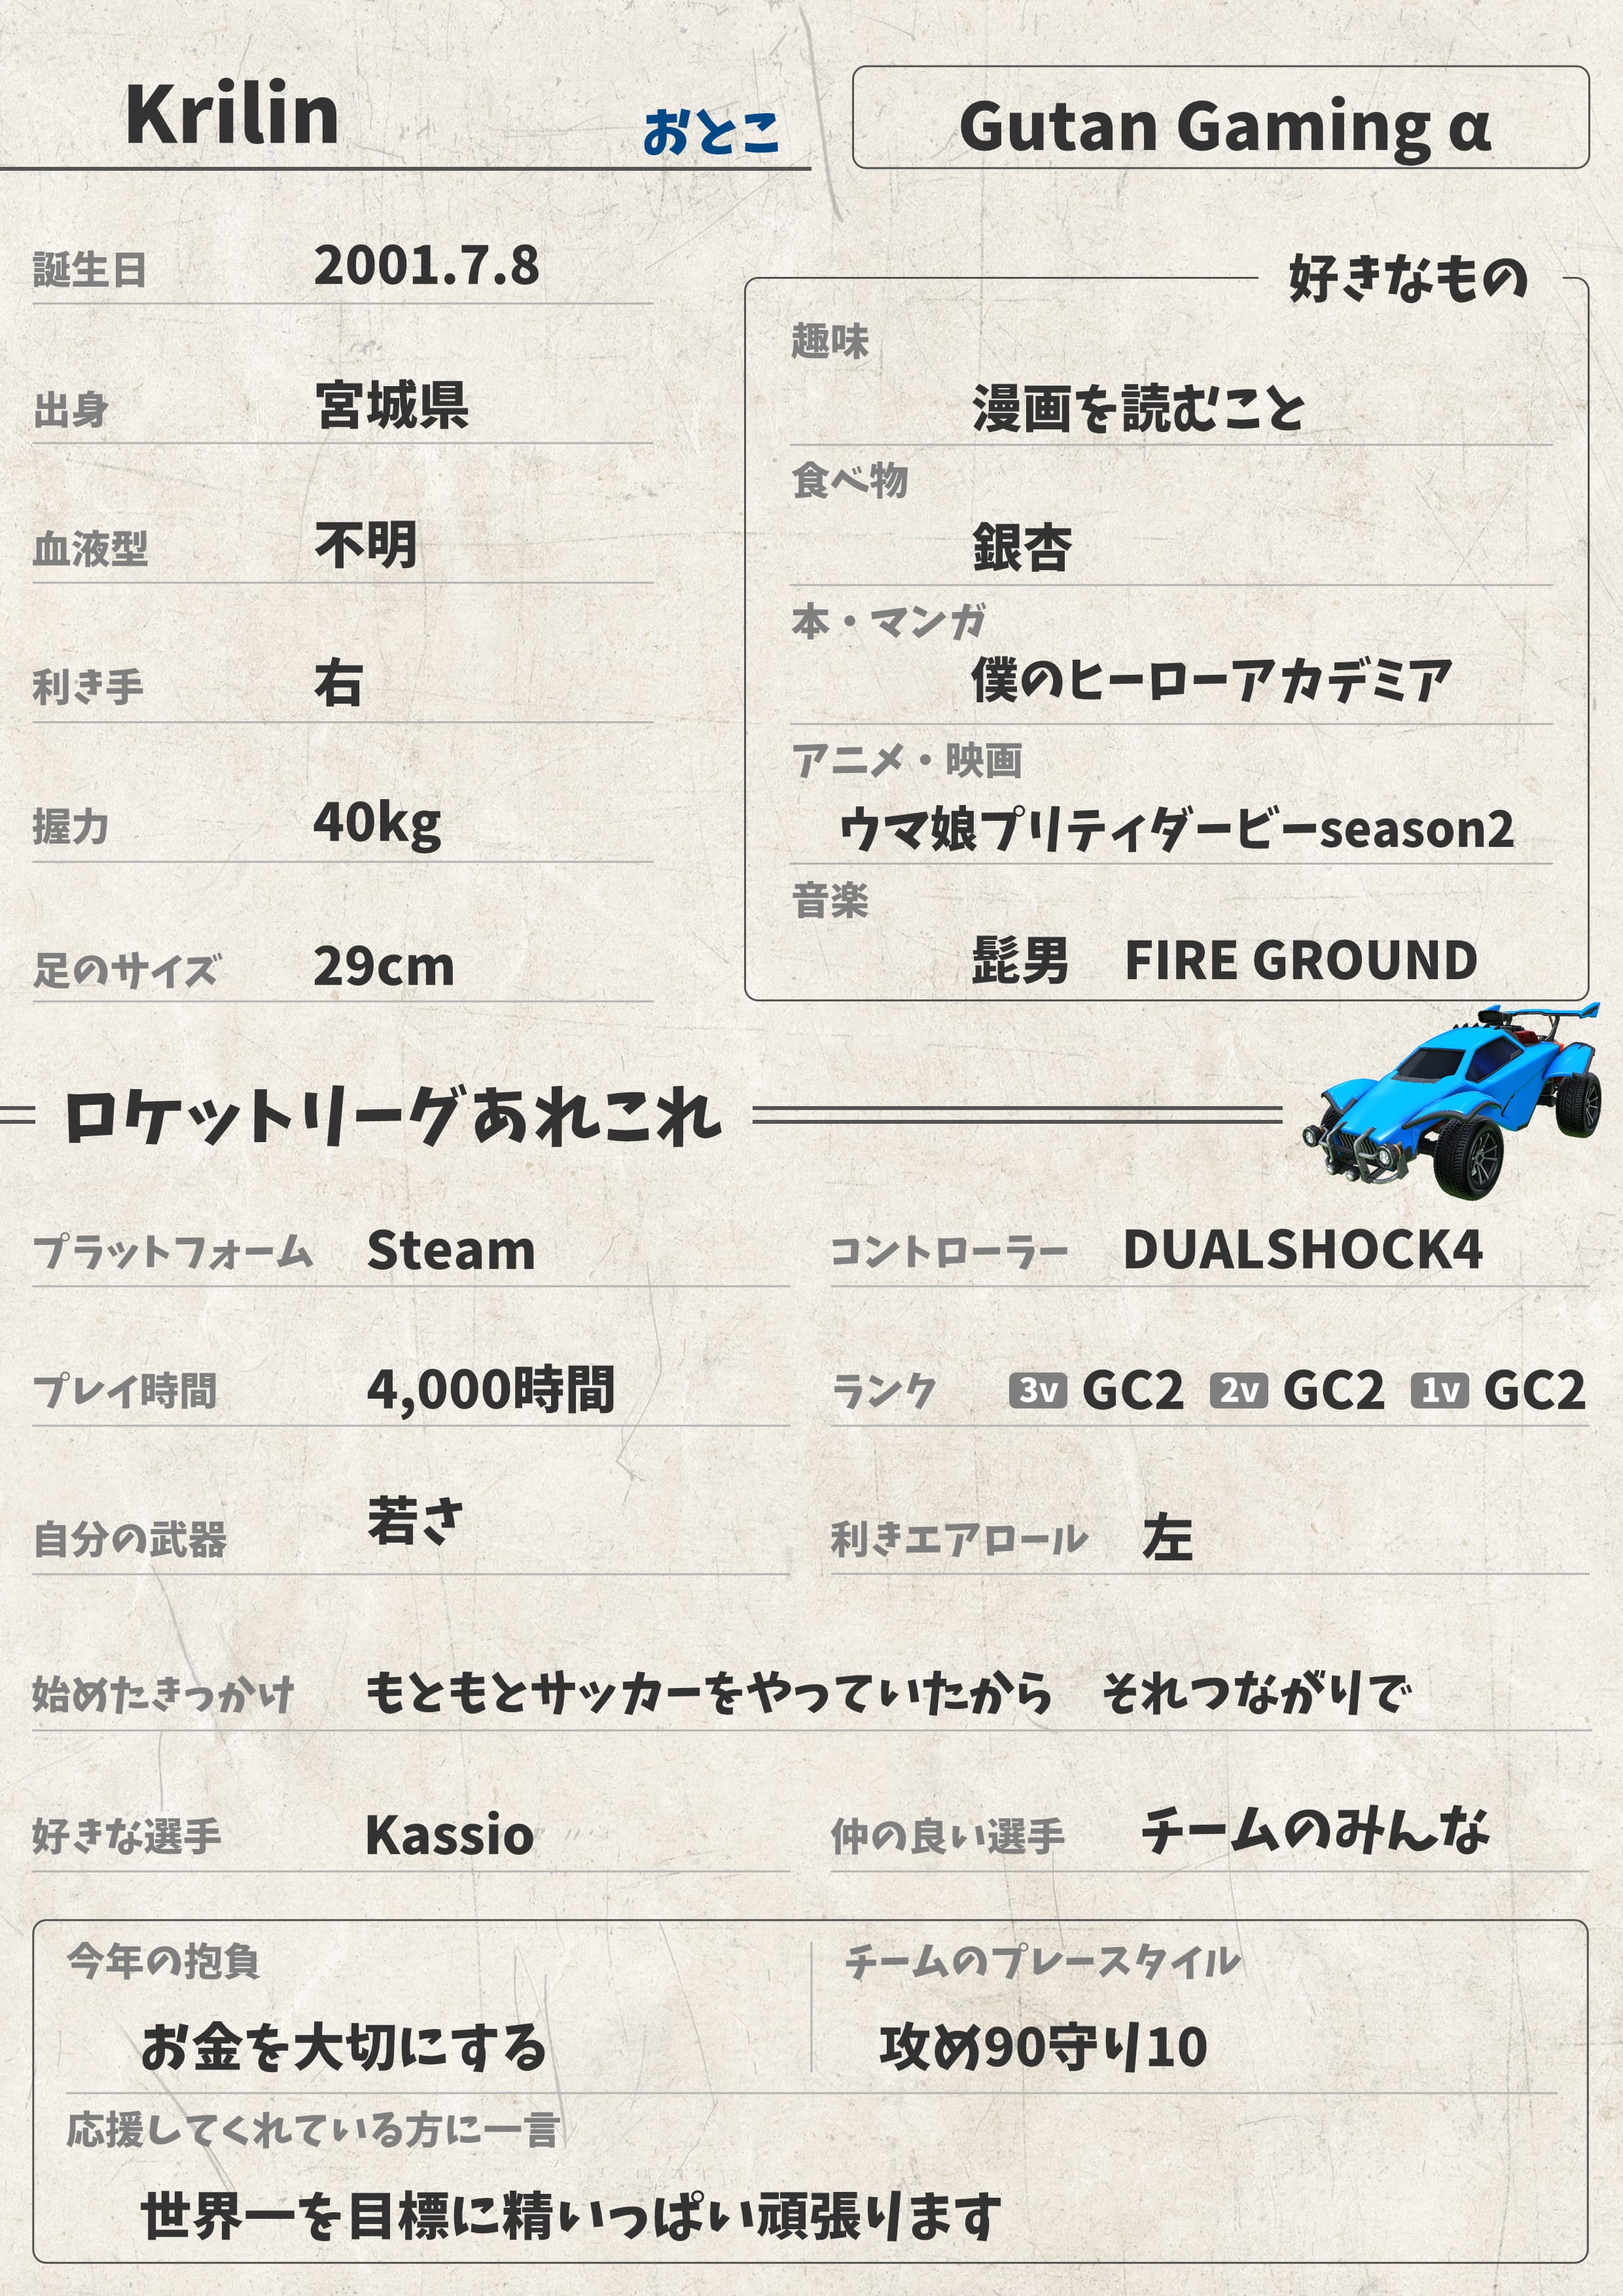 Krilin
おとこ
Gutan Gaming α
誕生日 2001.7.8
出身 宮城県
血液型 不明
利き手 右
握力 40kg
足のサイズ 29cm
好きなもの
趣味
漫画を読むこと
食べ物
銀杏
本・マンガ
僕のヒーローアカデミア
アニメ・映画
ウマ娘プリティダービーseason2
音楽
髭男　FIRE GROUND
ロケットリーグあれこれ
プラットフォーム Steam
コントローラー DUALSHOCK4
プレイ時間 4,000時間
ランク 3v GC2 2v GC2 1v GC2
自分の武器 若さ
利きエアロール 左
始めたきっかけ もともとサッカーをやっていたから　それつながりで
好きな選手 Kassio
仲の良い選手 チームのみんな
今年の抱負
お金を大切にする
チームのプレースタイル
攻め90守り10
応援してくれている方に一言
世界一を目標に精いっぱい頑張ります